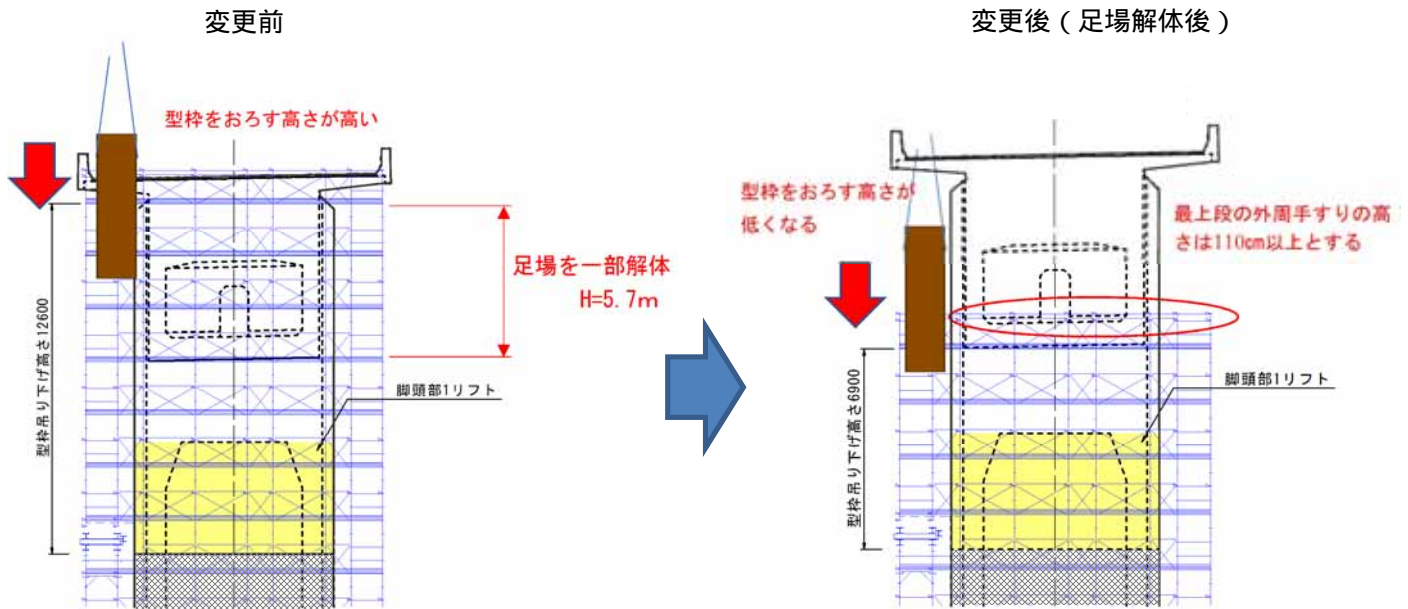 変更前
型枠をおろす高さが高い
足場を一部解体
H=5.7m
型枠吊り下げ高さ12600
脚頭部1リフト
変更後（足場解体後）
型枠をおろす高さが
低くなる
最上段の外周手すりの高
さは110cm以上とする
型枠吊り下げ高さ6900
脚頭部1リフト